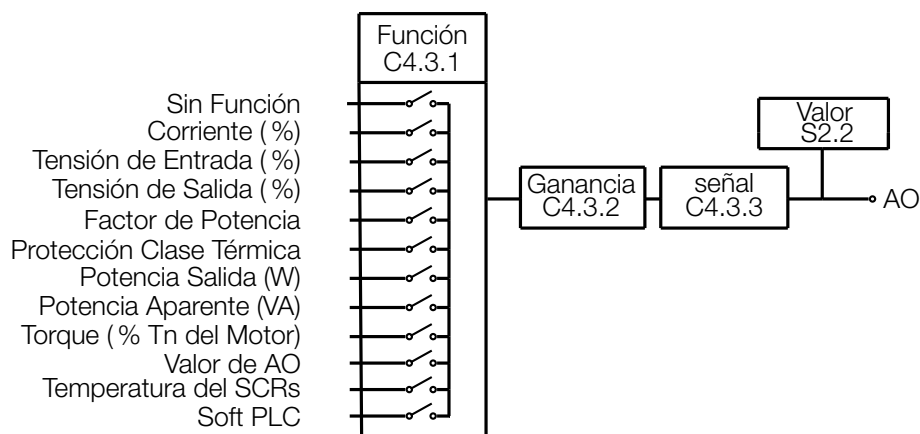 Función
C4.3.1
Sin Función
Corriente (%)
Tensión de Entrada (%)
Tensión de Salida (%)
Factor de Potencia
Protección Clase Térmica
Potencia Salida (W)
Potencia Aparente (VA)
Torque (% Tn del Motor)
Valor de AO
Temperatura del SCRs
Soft PLC
Ganancia
C4.3.2
señal
C4.3.3
Valor
S2.2
AO